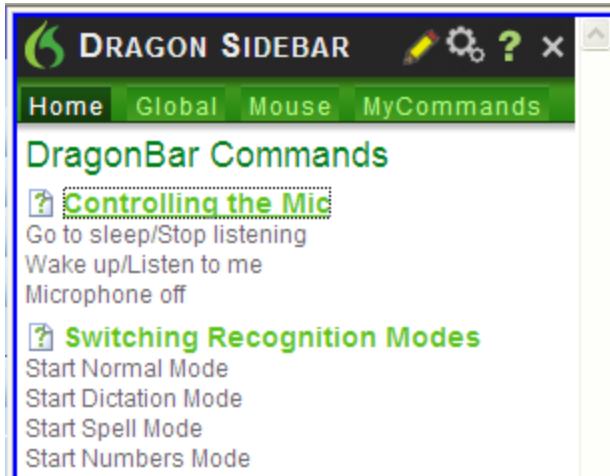 DRAGON SIDEBAR
Home Global Mouse MyCommands
DragonBar Commands
Controlling the Mic
Go to sleep/Stop listening
Wake up/Listen to me
Microphone off
Switching Recognition Modes
Start Normal Mode
Start Dictation Mode
Start Spell Mode
Start Numbers Mode